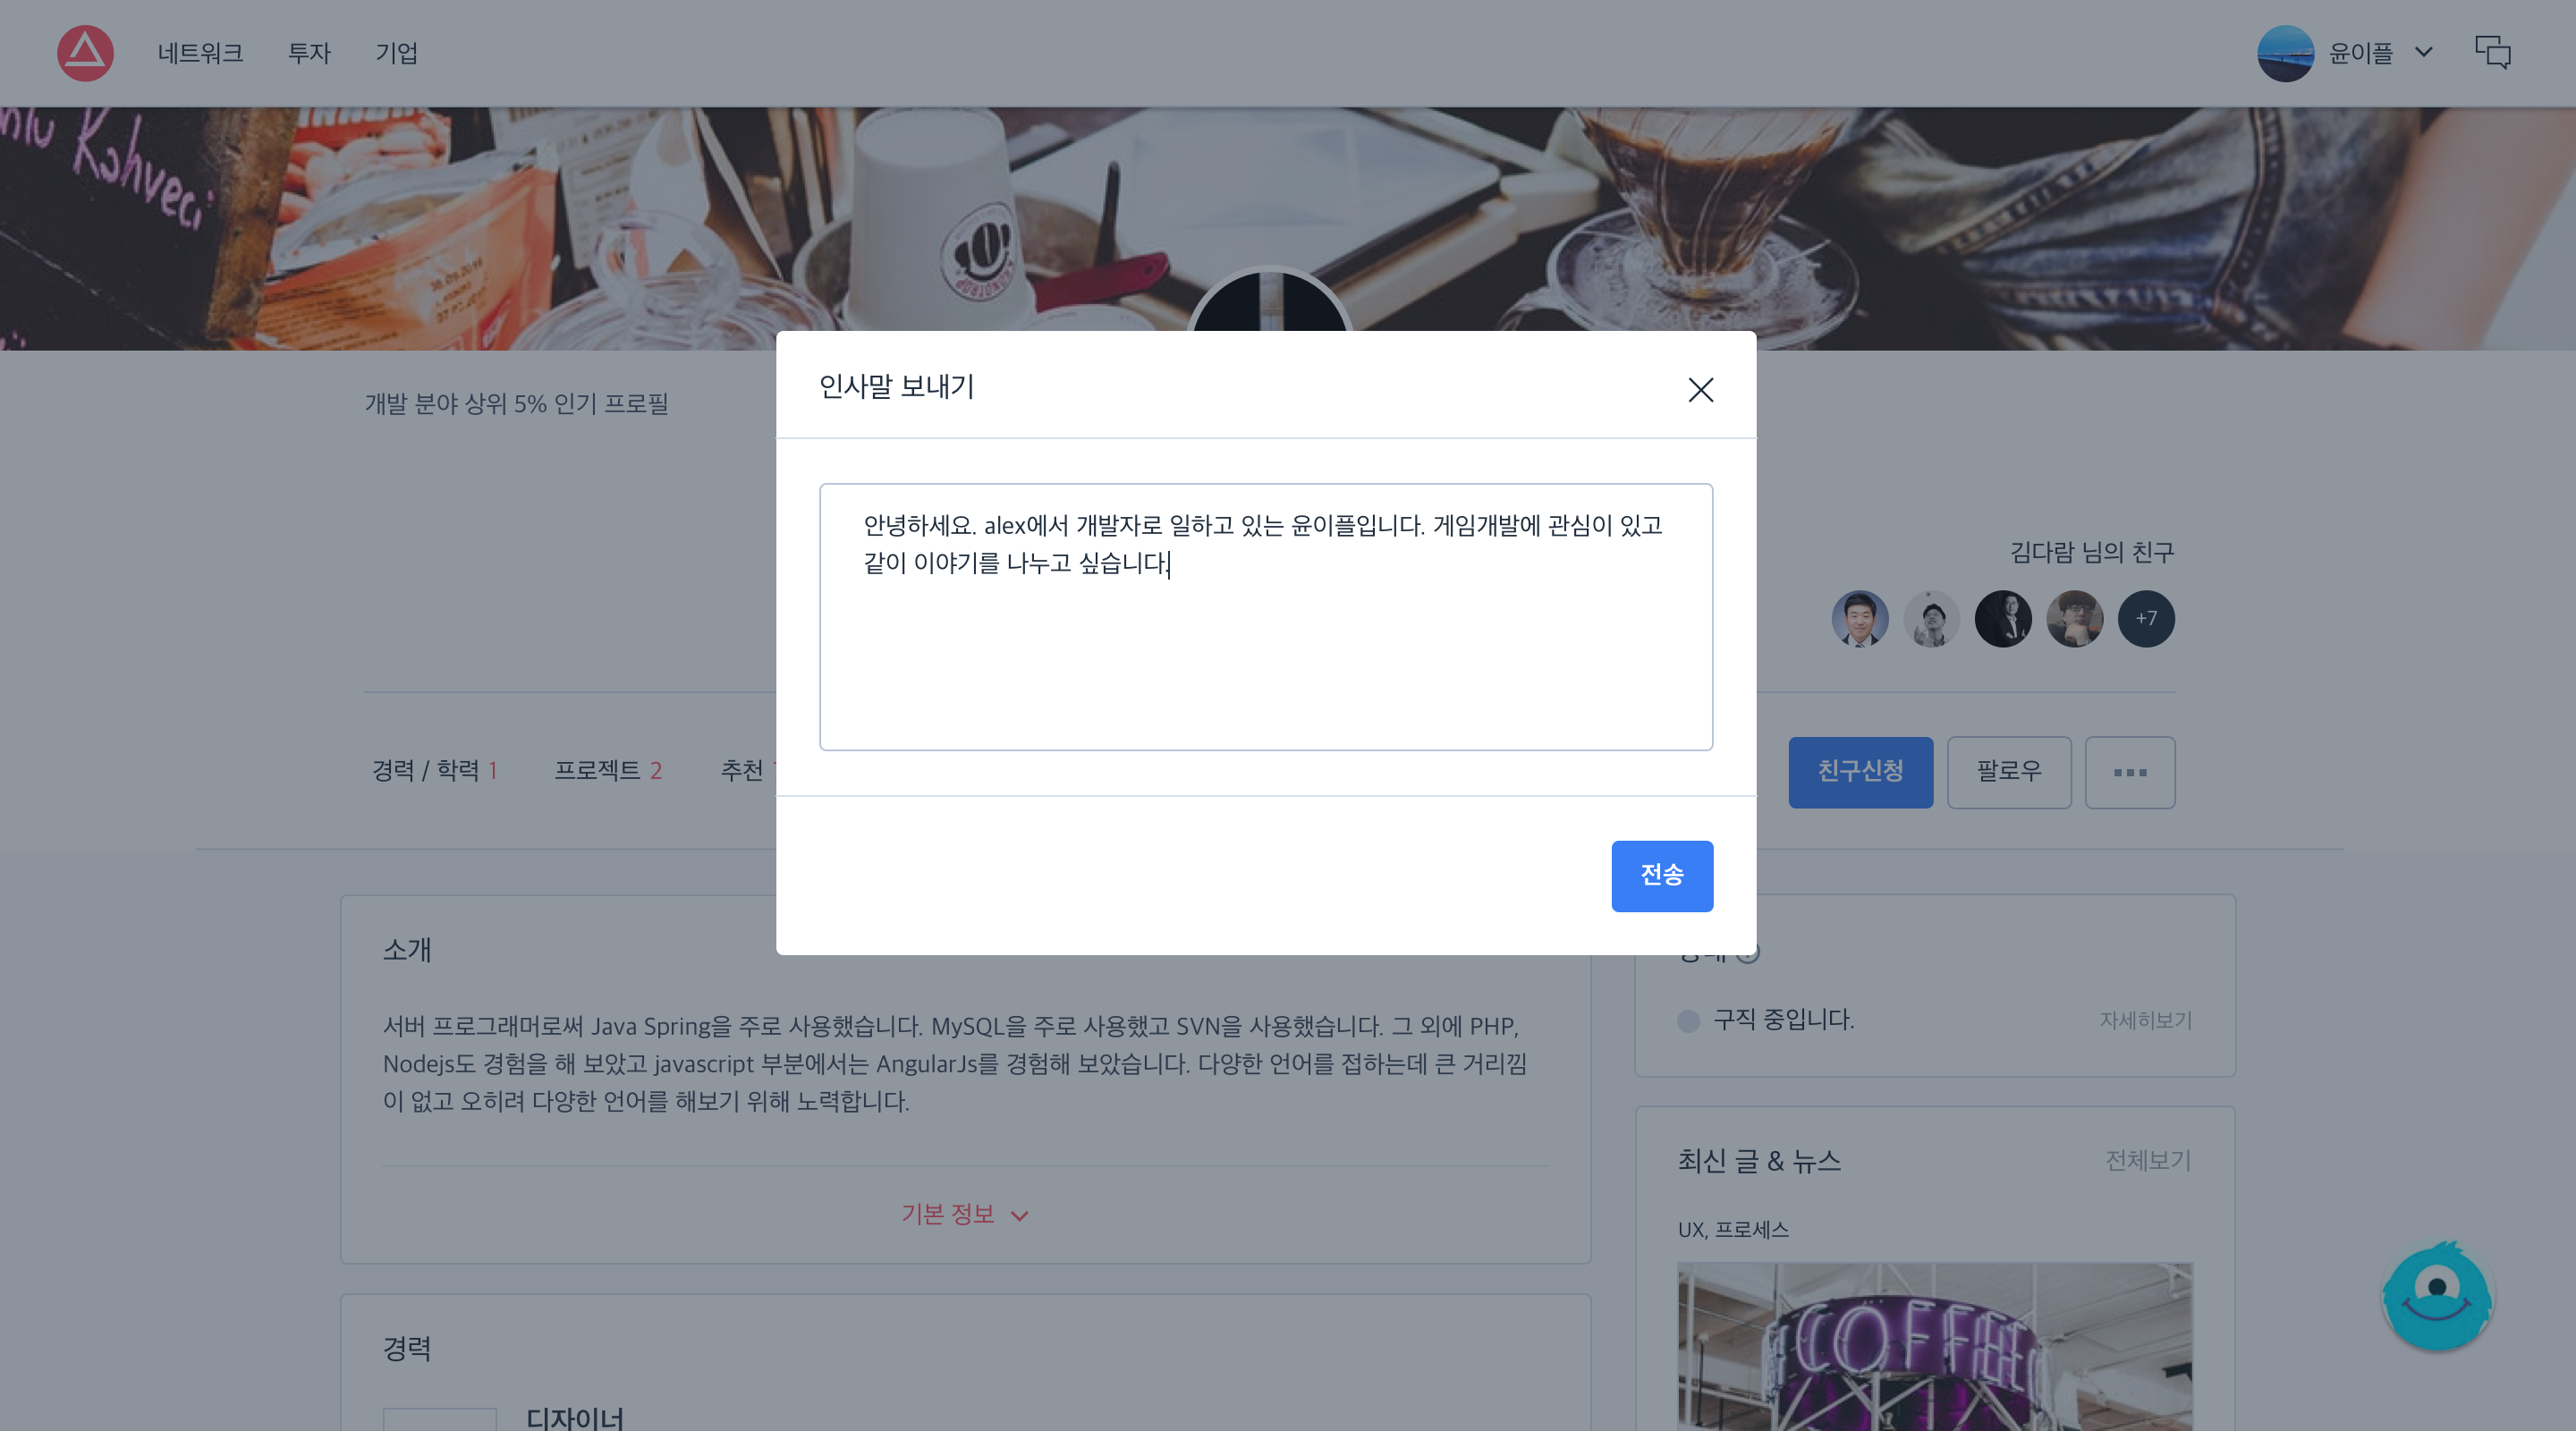 네트워크
투자
기업
윤이플
Kahveci
개발 분야 상위 5% 인기 프로필
인사말 보내기
안녕하세요. alex에서 개발자로 일하고 있는 윤이플입니다. 게임개발에 관심이 있고
같이 이야기를 나누고 싶습니다.
김다람 님의 친구
+7
경력 / 학력 1
프로젝트 2
추천
친구신청
팔로우
전송
소개
서버 프로그래머로써 Java Spring을 주로 사용했습니다. MySQL을 주로 사용했고 SVN을 사용했습니다. 그 외에 PHP,
Nodejs도 경험을 해 보았고 javascript 부분에서는 AngularJs를 경험해 보았습니다. 다양한 언어를 접하는데 큰 거리낌
이 없고 오히려 다양한 언어를 해보기 위해 노력합니다.
기본 정보
구직 중입니다.
자세히보기
최신 글 & 뉴스
전체보기
UX, 프로세스
COFFEE
경력
디자이너